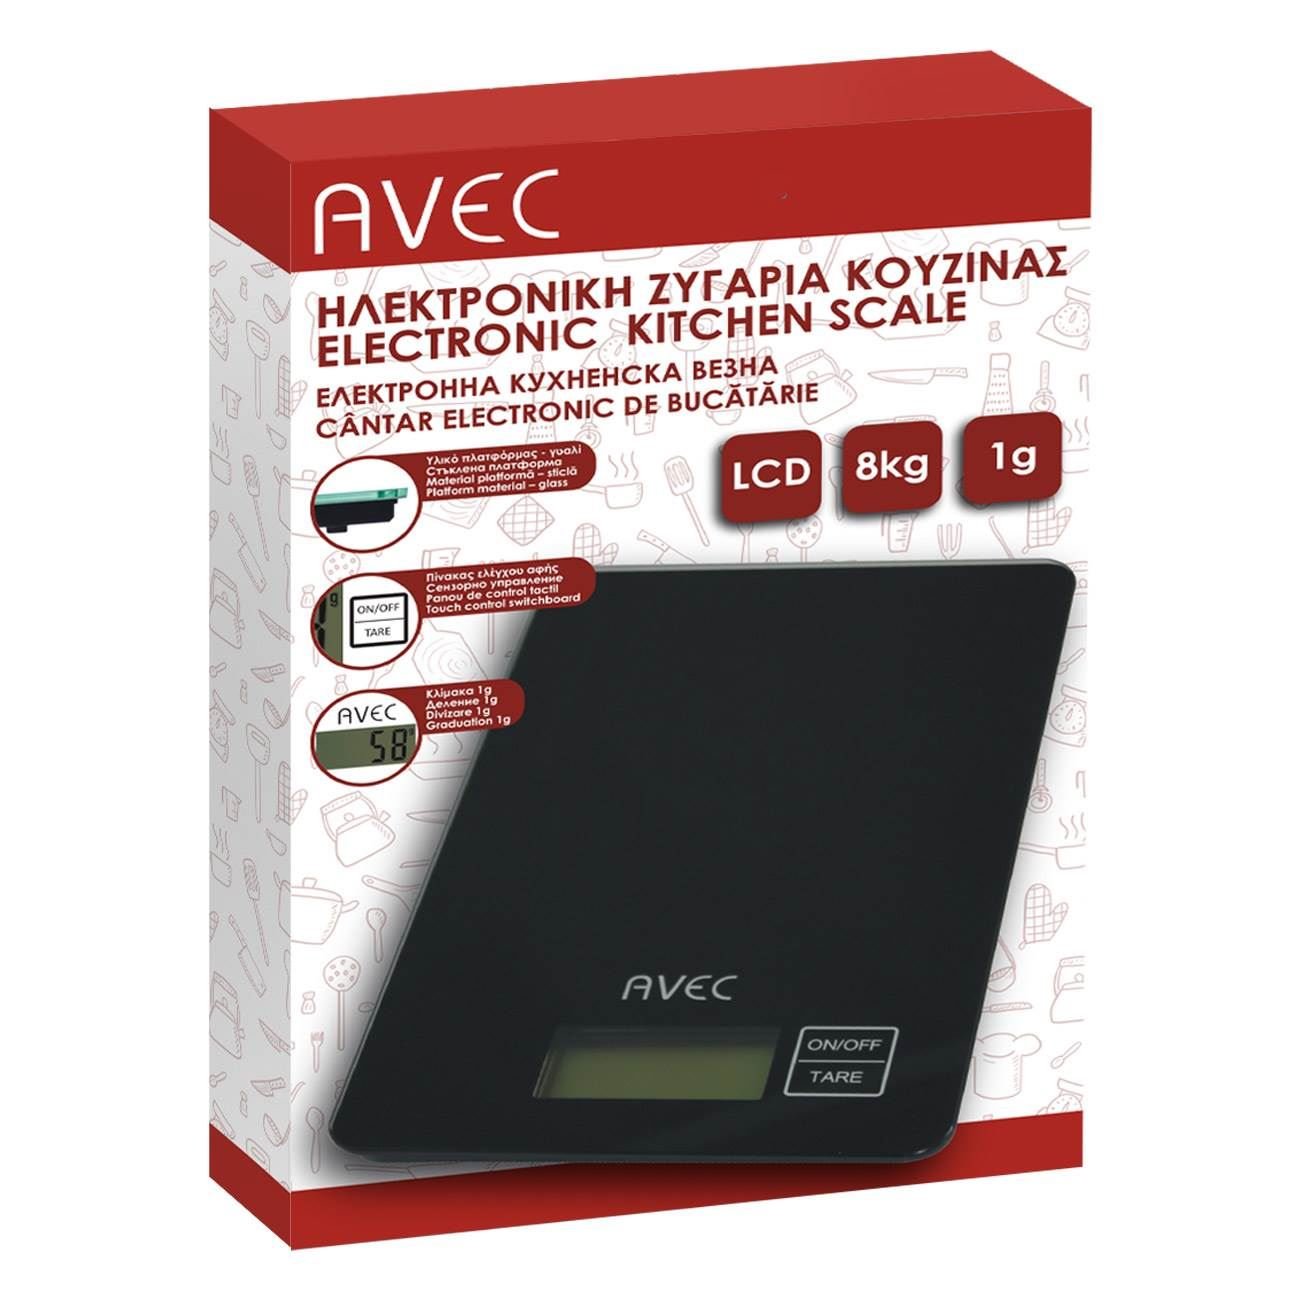 AVEC
ΗΛΕΚΤΡΟΝΙΚΗ ΖΥΓΑΡΙΑ ΚΟΥΖΙΝΑΣ
ELECTRONIC KITCHEN SCALE
ЕЛЕКТРОННА КУХНЕНСКА ВЕЗНА
CÂNTAR ELECTRONIC DE BUCĂTĂRIE
LCD
8kg
1g
Υλικό πλατφόρμας - γυαλί
Стъклена платформа
Material platformă – sticlă
Platform material – glass
Πίνακας ελέγχου αφής
Сензорно управление
Panou de control tactil
Touch control switchboard
g
ON/OFF
TARE
Κλίμακα 1g
Деление 1g
Divizare 1g
Graduation 1g
AVEC
58
AVEC
ON/OFF
TARE